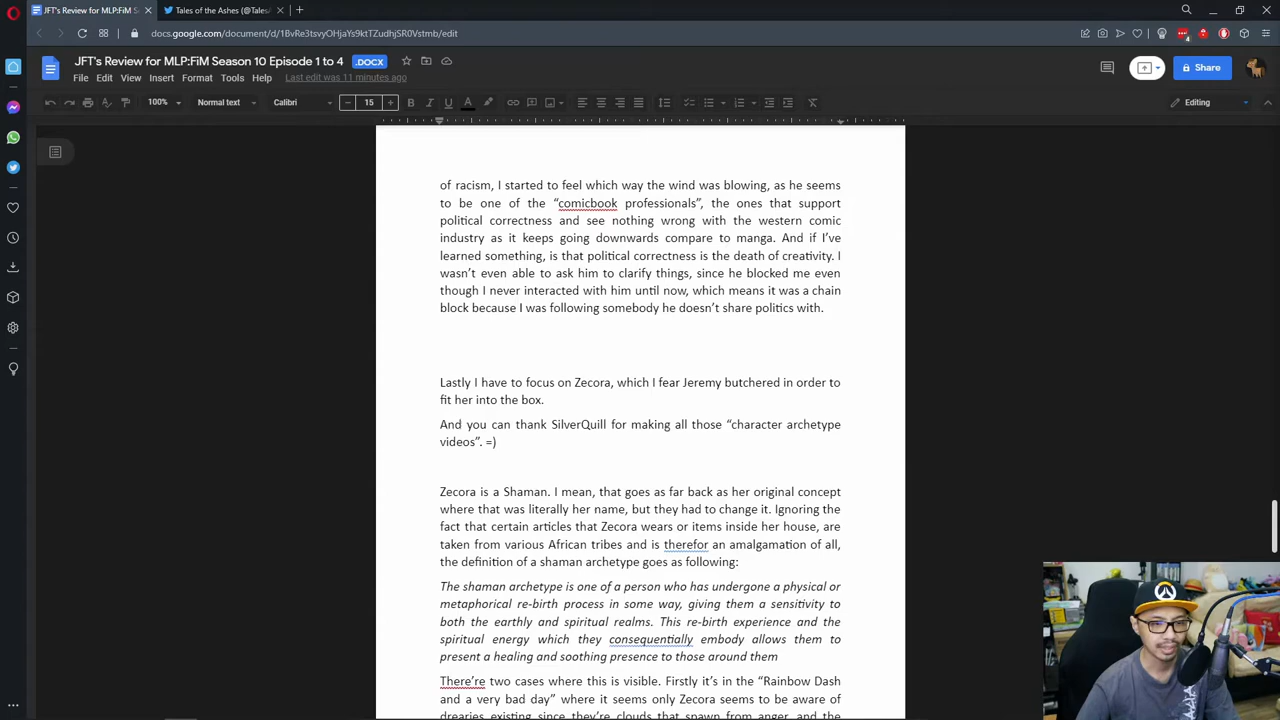 JFT's Review for MLP:FiM S
Tales of the Ashes (@Tales
docs.google.com/document/d/1BvRe3tsvyOHjaYs9ktTZudhjSR0Vstmb/edit
JFT's Review for MLP:FiM Season 10 Episode 1 to 4 .DOCX
Share
File Edit View Insert Format Tools Help Last edit was 11 minutes ago
100% Normal text Calibri 15 Editing
of racism, I started to feel which way the wind was blowing, as he seems
to be one of the “comicbook professionals”, the ones that support
political correctness and see nothing wrong with the western comic
industry as it keeps going downwards compare to manga. And if I’ve
learned something, is that political correctness is the death of creativity. I
wasn’t even able to ask him to clarify things, since he blocked me even
though I never interacted with him until now, which means it was a chain
block because I was following somebody he doesn’t share politics with.
Lastly I have to focus on Zecora, which I fear Jeremy butchered in order to
fit her into the box.
And you can thank SilverQuill for making all those “character archetype
videos”. =)
Zecora is a Shaman. I mean, that goes as far back as her original concept
where that was literally her name, but they had to change it. Ignoring the
fact that certain articles that Zecora wears or items inside her house, are
taken from various African tribes and is therefor an amalgamation of all,
the definition of a shaman archetype goes as following:
The shaman archetype is one of a person who has undergone a physical or
metaphorical re-birth process in some way, giving them a sensitivity to
both the earthly and spiritual realms. This re-birth experience and the
spiritual energy which they consequentially embody allows them to
present a healing and soothing presence to those around them
There’re two cases where this is visible. Firstly it’s in the “Rainbow Dash
and a very bad day” where it seems only Zecora seems to be aware of
drearies existing since they’re clouds that spawn from anger, and the